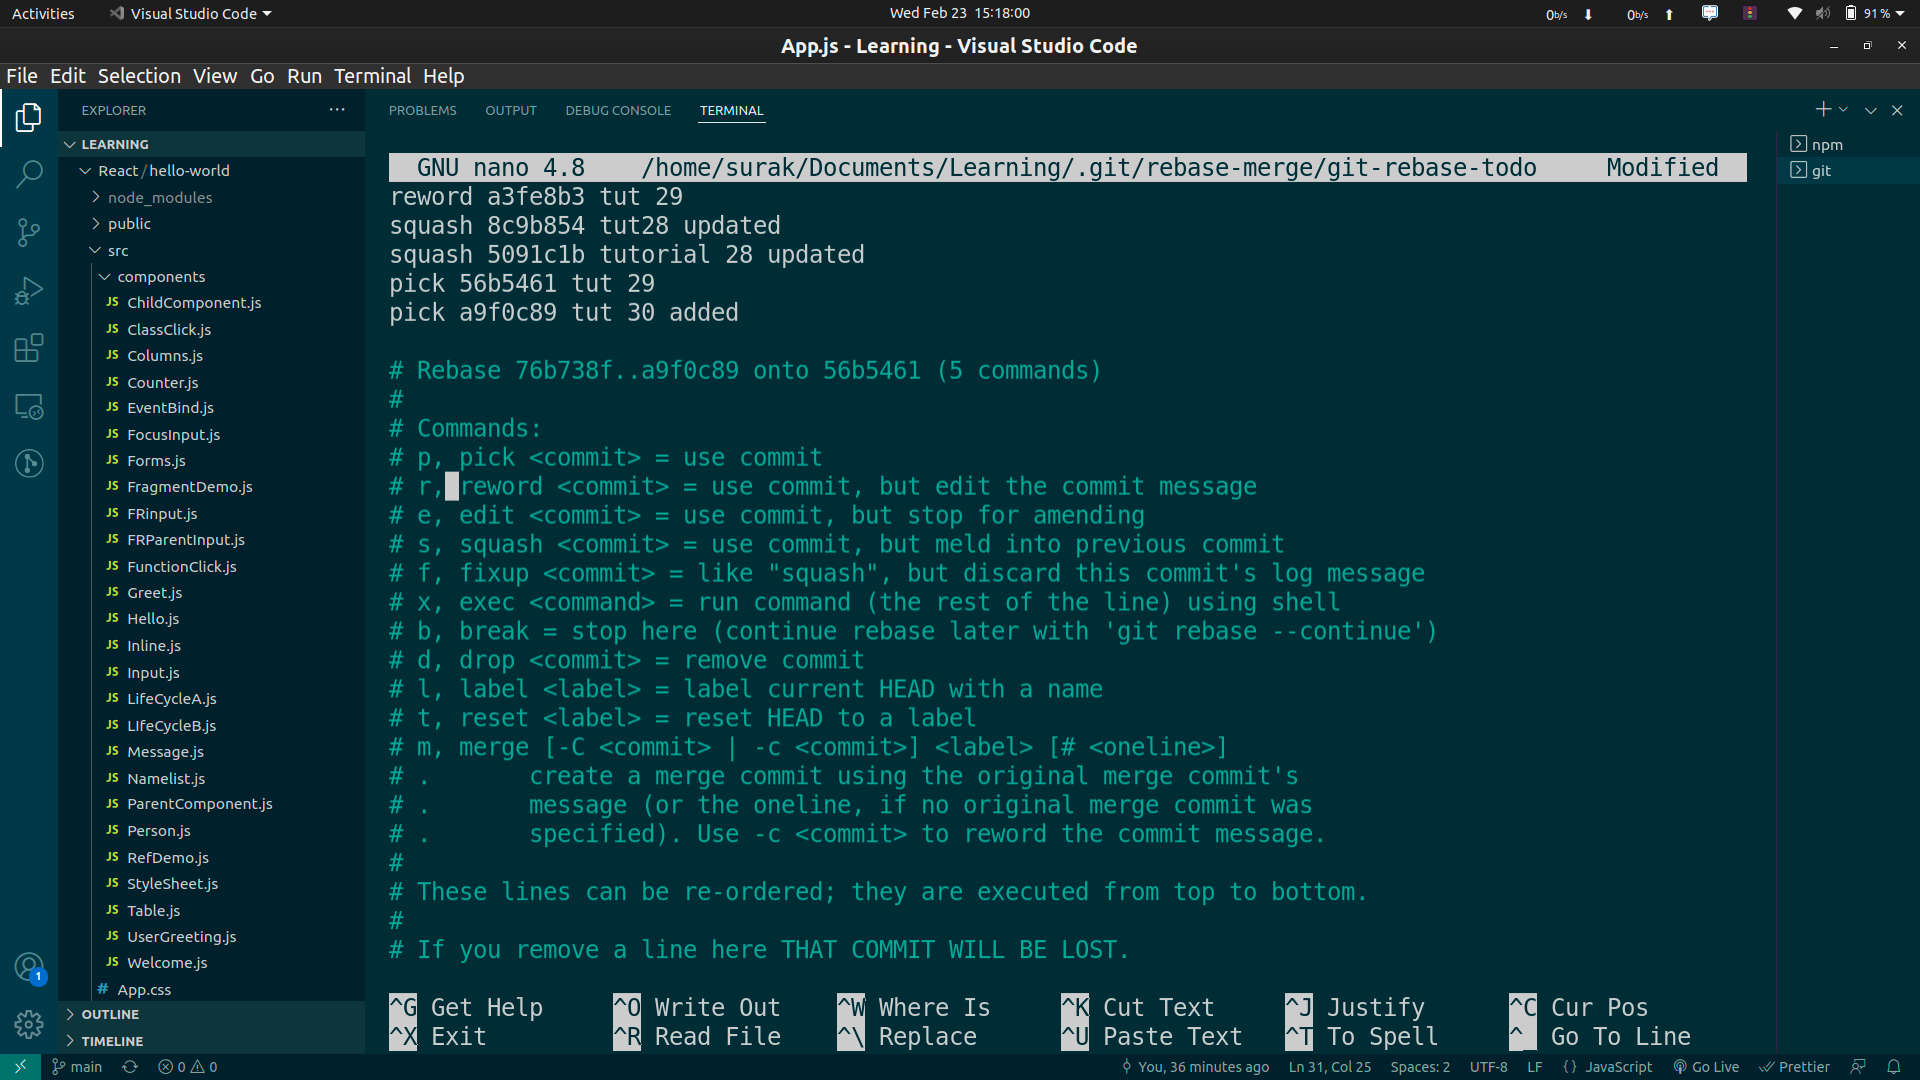 Activities Visual Studio Code Wed Feb 23 15:18:00 0b/s 0b/s 91 %
App.js - Learning - Visual Studio Code
File Edit Selection View Go Run Terminal Help
EXPLORER
LEARNING
React / hello-world
node_modules
public
src
components
JS ChildComponent.js
JS ClassClick.js
JS Columns.js
JS Counter.js
JS EventBind.js
JS FocusInput.js
JS Forms.js
JS FragmentDemo.js
JS FRinput.js
JS FRParentInput.js
JS FunctionClick.js
JS Greet.js
JS Hello.js
JS Inline.js
JS Input.js
JS LifeCycleA.js
JS LIfeCycleB.js
JS Message.js
JS Namelist.js
JS ParentComponent.js
JS Person.js
JS RefDemo.js
JS StyleSheet.js
JS Table.js
JS UserGreeting.js
JS Welcome.js
# App.css
OUTLINE
TIMELINE
1
PROBLEMS OUTPUT DEBUG CONSOLE TERMINAL
GNU nano 4.8 /home/surak/Documents/Learning/.git/rebase-merge/git-rebase-todo Modified
reword a3fe8b3 tut 29
squash 8c9b854 tut28 updated
squash 5091c1b tutorial 28 updated
pick 56b5461 tut 29
pick a9f0c89 tut 30 added
# Rebase 76b738f..a9f0c89 onto 56b5461 (5 commands)
#
# Commands:
# p, pick <commit> = use commit
# r, reword <commit> = use commit, but edit the commit message
# e, edit <commit> = use commit, but stop for amending
# s, squash <commit> = use commit, but meld into previous commit
# f, fixup <commit> = like "squash", but discard this commit's log message
# x, exec <command> = run command (the rest of the line) using shell
# b, break = stop here (continue rebase later with 'git rebase --continue')
# d, drop <commit> = remove commit
# l, label <label> = label current HEAD with a name
# t, reset <label> = reset HEAD to a label
# m, merge [-C <commit> | -c <commit>] <label> [# <oneline>]
# . create a merge commit using the original merge commit's
# . message (or the oneline, if no original merge commit was
# . specified). Use -c <commit> to reword the commit message.
#
# These lines can be re-ordered; they are executed from top to bottom.
#
# If you remove a line here THAT COMMIT WILL BE LOST.
^G Get Help ^O Write Out ^W Where Is ^K Cut Text ^J Justify ^C Cur Pos
^X Exit ^R Read File ^\ Replace ^U Paste Text ^T To Spell ^_ Go To Line
npm
git
main 0 0 You, 36 minutes ago Ln 31, Col 25 Spaces: 2 UTF-8 LF {} JavaScript Go Live Prettier